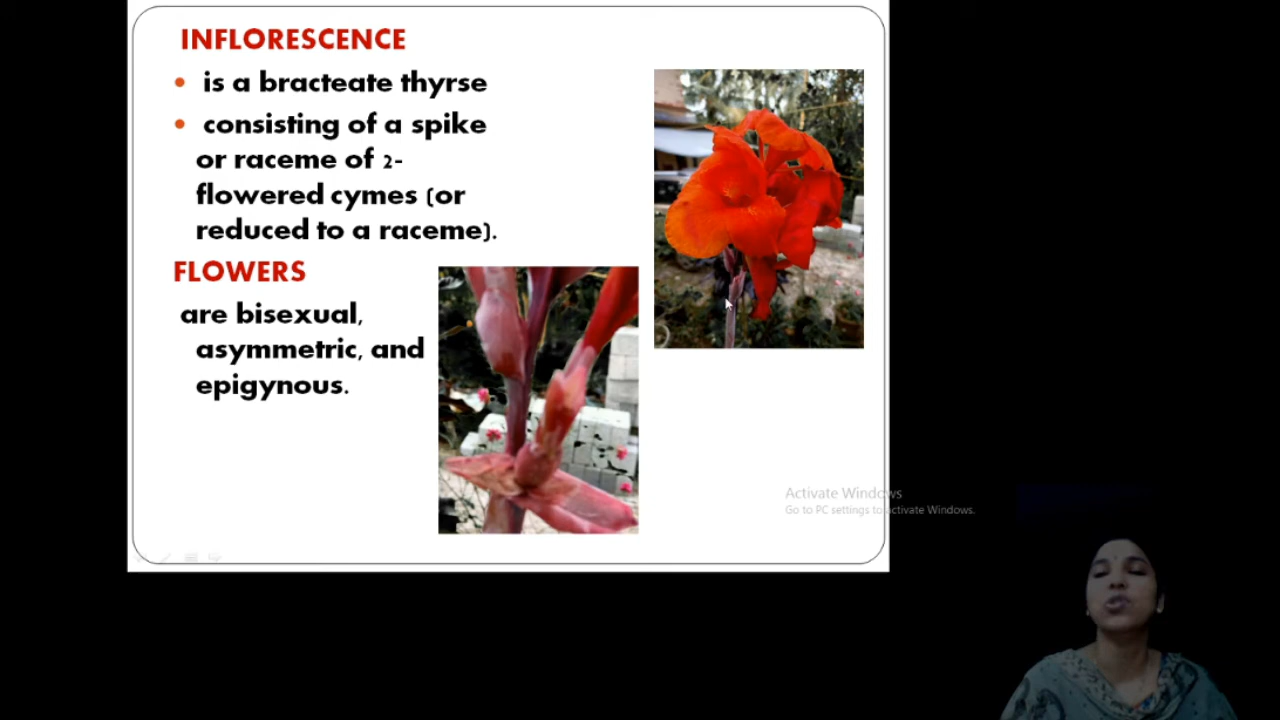 INFLORESCENCE
• is a bracteate thyrse
• consisting of a spike
or raceme of 2-
flowered cymes (or
reduced to a raceme).
FLOWERS
are bisexual,
asymmetric, and
epigynous.
Activate Windows
Go to PC settings to activate Windows.